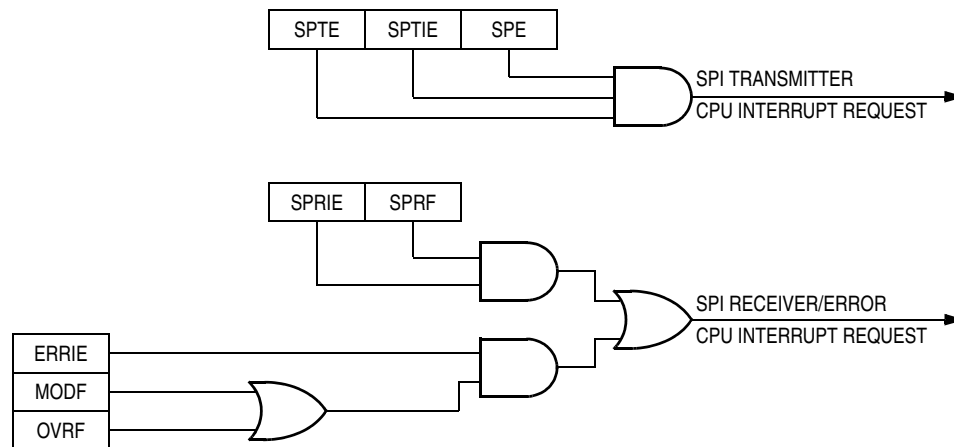 SPTE SPTIE SPE
SPI TRANSMITTER
CPU INTERRUPT REQUEST
SPRIE SPRF
SPI RECEIVER/ERROR
CPU INTERRUPT REQUEST
ERRIE
MODF
OVRF